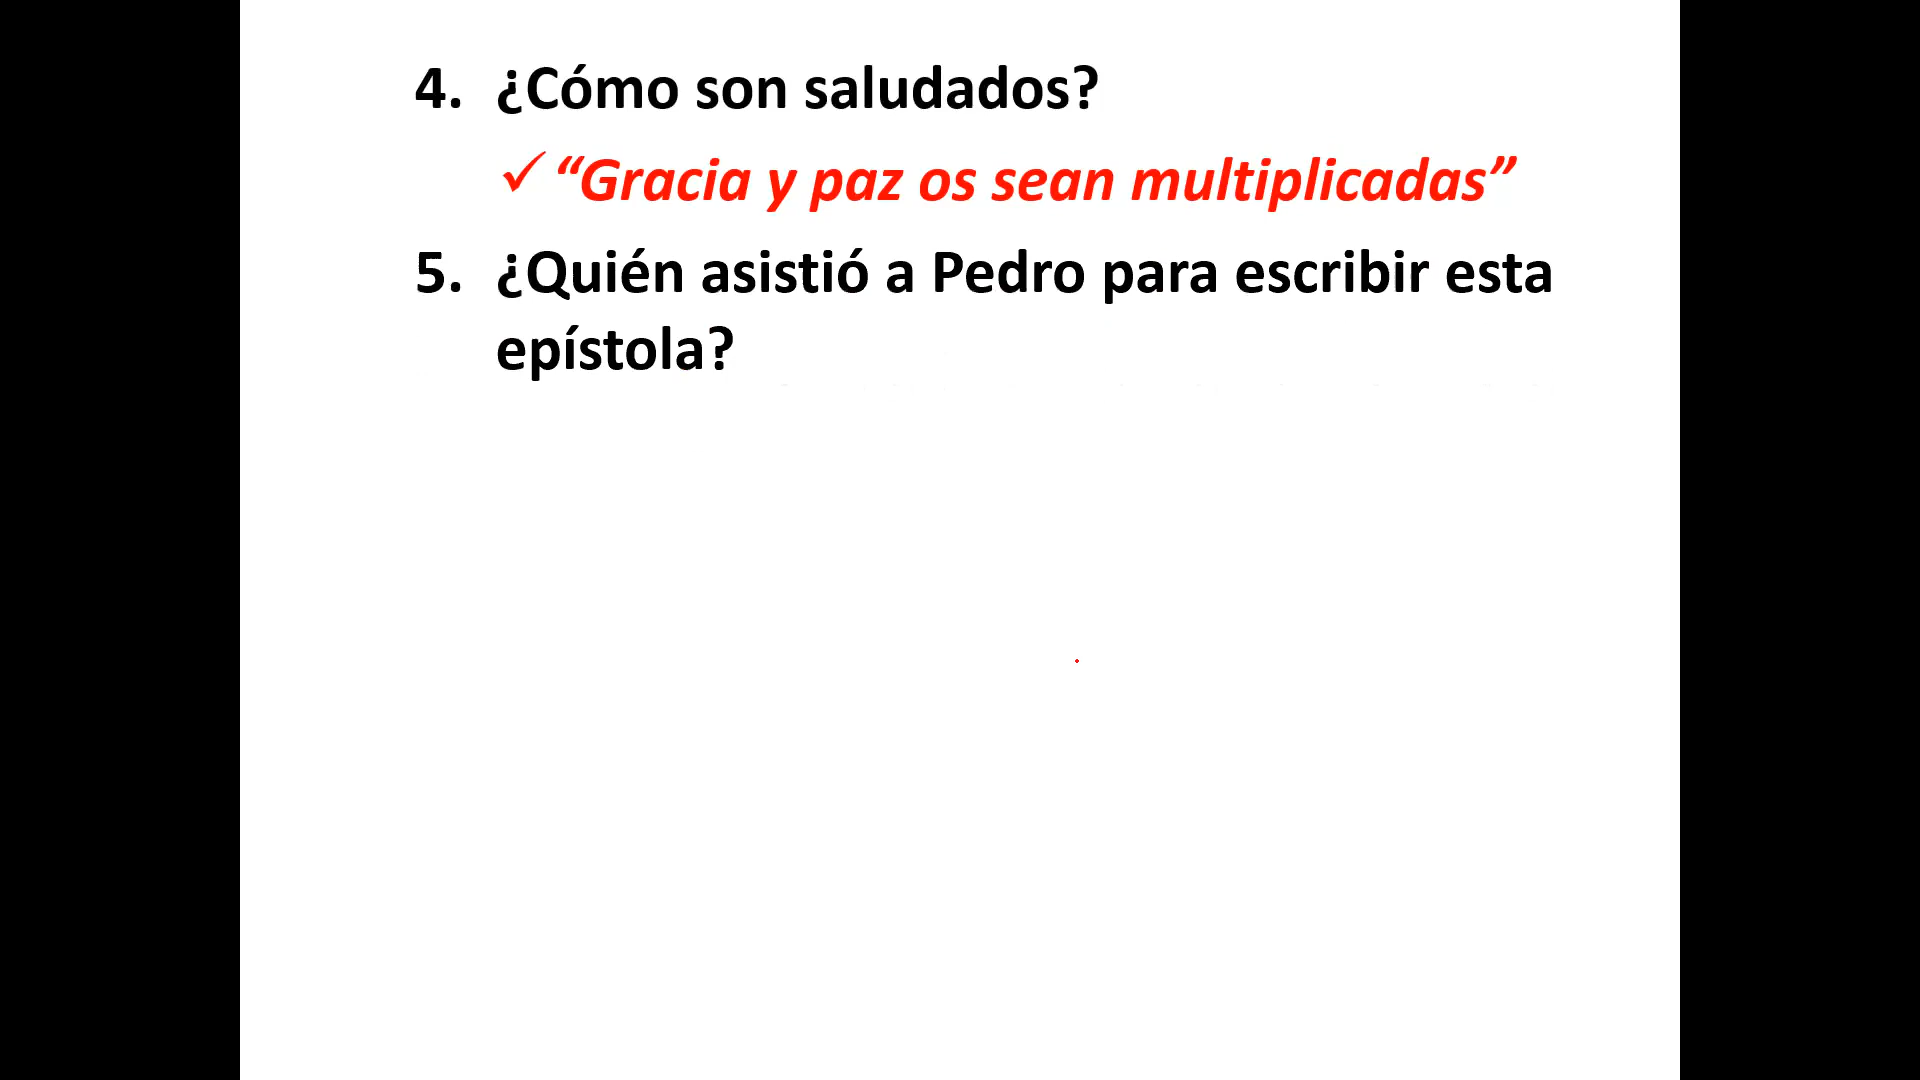 4. ¿Cómo son saludados?
✓ “Gracia y paz os sean multiplicadas”
5. ¿Quién asistió a Pedro para escribir esta
epístola?